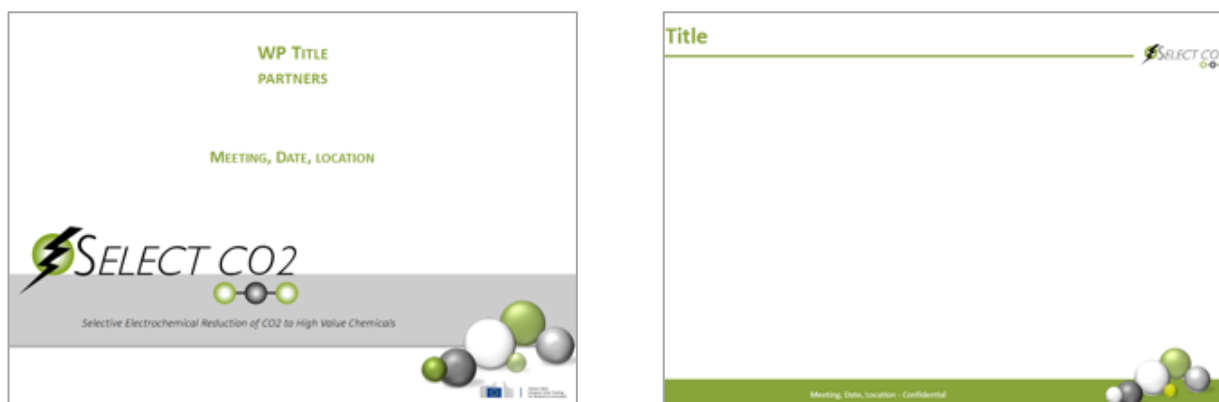 WP TITLE
PARTNERS
MEETING, DATE, LOCATION
SELECT CO2
Selective Electrochemical Reduction of CO2 to High Value Chemicals
Title
SELECT CO
Meeting, Date, Location - Confidential